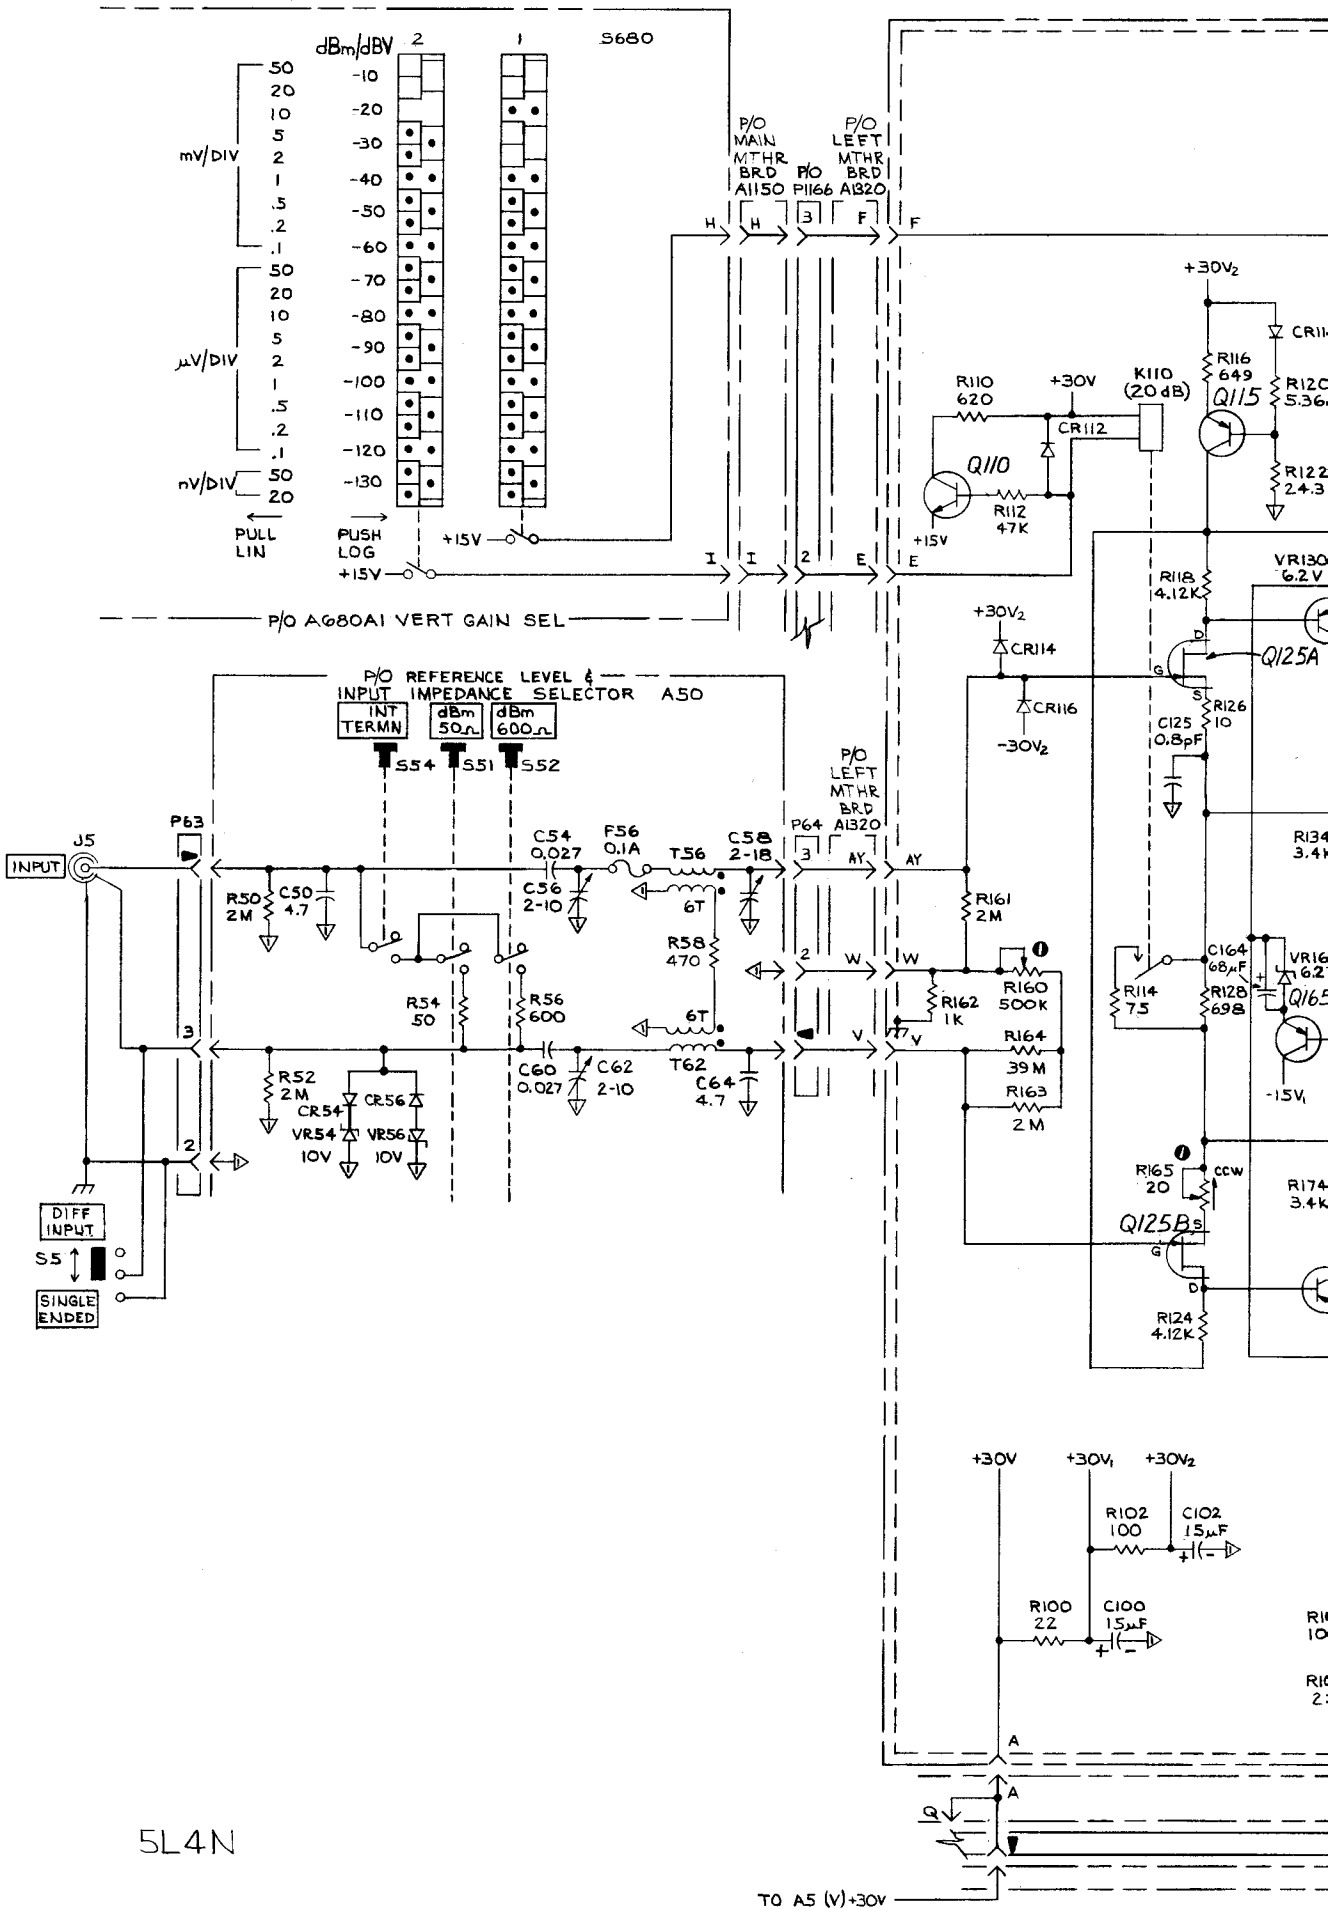 dBm/dBV 2 1 S680
50 -10
20
10 -20
5
mV/DIV -30
2
1 -40
.5
-50
.2
.1 -60
50
-70
20
10 -80
5
-90
μV/DIV 2
1 -100
.5
-110
.2
.1 -120
50
nV/DIV -130
20
PULL LIN
PUSH LOG
+15V
+15V
P/O A680A1 VERT GAIN SEL
P/O MAIN MTHR BRD A1150
P/O P1166
P/O LEFT MTHR BRD A1320
H H 3 F F
I I 2 E E
+30V₂
R116 649
Q115
R120
R122 24.3
R110 620
+30V
K110 (20 dB)
CR112
Q110
R112 47K
+15V
R118 4.12K
VR130 6.2V
+30V₂
CR114
CR116
-30V₂
D
G
S
Q125A
R126 10
C125 0.8pF
P/O REFERENCE LEVEL & INPUT IMPEDANCE SELECTOR A50
INT TERMN
dBm 50Ω
dBm 600Ω
S54 S51 S52
P/O LEFT MTHR BRD A1320
P64
P63
J5
INPUT
C54 0.027
F56 0.1A
T56
C58 2-18
3 AY AY
R50 2M
C50 4.7
C56 2-10
6T
R161 2M
R58 470
2 W W
R160 500K
R162 1K
C164 68μF
R114 75
R128 698
Q165
-15V₁
R54 50
R56 600
6T
3
C60 0.027
C62 2-10
T62
C64 4.7
V V
R164 39M
R163 2M
R52 2M
CR54
CR56
VR54 10V
VR56 10V
2
DIFF INPUT
S5
SINGLE ENDED
R165 20
CCW
Q125B
S
G
D
R124 4.12K
R134
R174
+30V
+30V₁
+30V₂
R102 100
C102 15μF
+ -
R100 22
C100 15μF
+ -
A
A
Q
5L4N
TO A5 (V)+30V